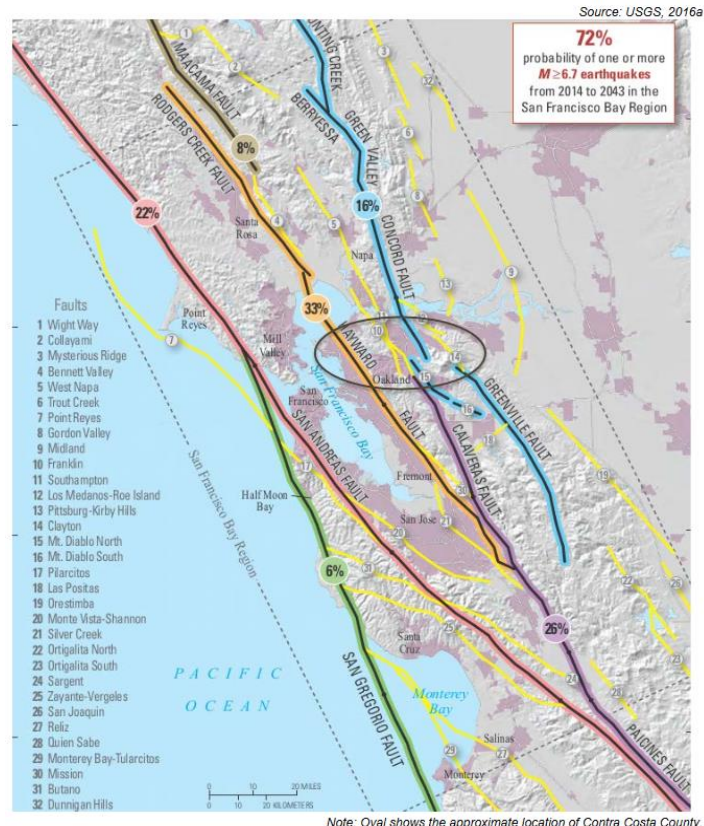 Source: USGS, 2016a
72%
probability of one or more
M ≥6.7 earthquakes
from 2014 to 2043 in the
San Francisco Bay Region
MAACAMA FAULT
RODGERS CREEK FAULT
UNTING CREEK
BERRYESSA
GREEN VALLEY
CONCORD FAULT
8%
22%
16%
33%
Santa
Rosa
Napa
Point
Reyes
Mill
Valley
San
Francisco
San Francisco Bay
Oakland
AYWARD
FAULT
GREENVILLE FAULT
CALAVERAS FAULT
SAN ANDREAS FAULT
Fremont
San Jose
Half Moon
Bay
San Francisco Bay Region
6%
26%
Santa
Cruz
SAN GREGORIO FAULT
Monterey
Bay
Salinas
Monterey
PAICINES FAULT
PACIFIC
OCEAN
Faults
1 Wight Way
2 Collayami
3 Mysterious Ridge
4 Bennett Valley
5 West Napa
6 Trout Creek
7 Point Reyes
8 Gordon Valley
9 Midland
10 Franklin
11 Southampton
12 Los Medanos-Roe Island
13 Pittsburg-Kirby Hills
14 Clayton
15 Mt. Diablo North
16 Mt. Diablo South
17 Pilarcitos
18 Las Positas
19 Orestimba
20 Monte Vista-Shannon
21 Silver Creek
22 Ortigalita North
23 Ortigalita South
24 Sargent
25 Zayante-Vergeles
26 San Joaquin
27 Reliz
28 Quien Sabe
29 Monterey Bay-Tularcitos
30 Mission
31 Butano
32 Dunnigan Hills
0 10 20 MILES
0 10 20 KILOMETERS
Note: Oval shows the approximate location of Contra Costa County